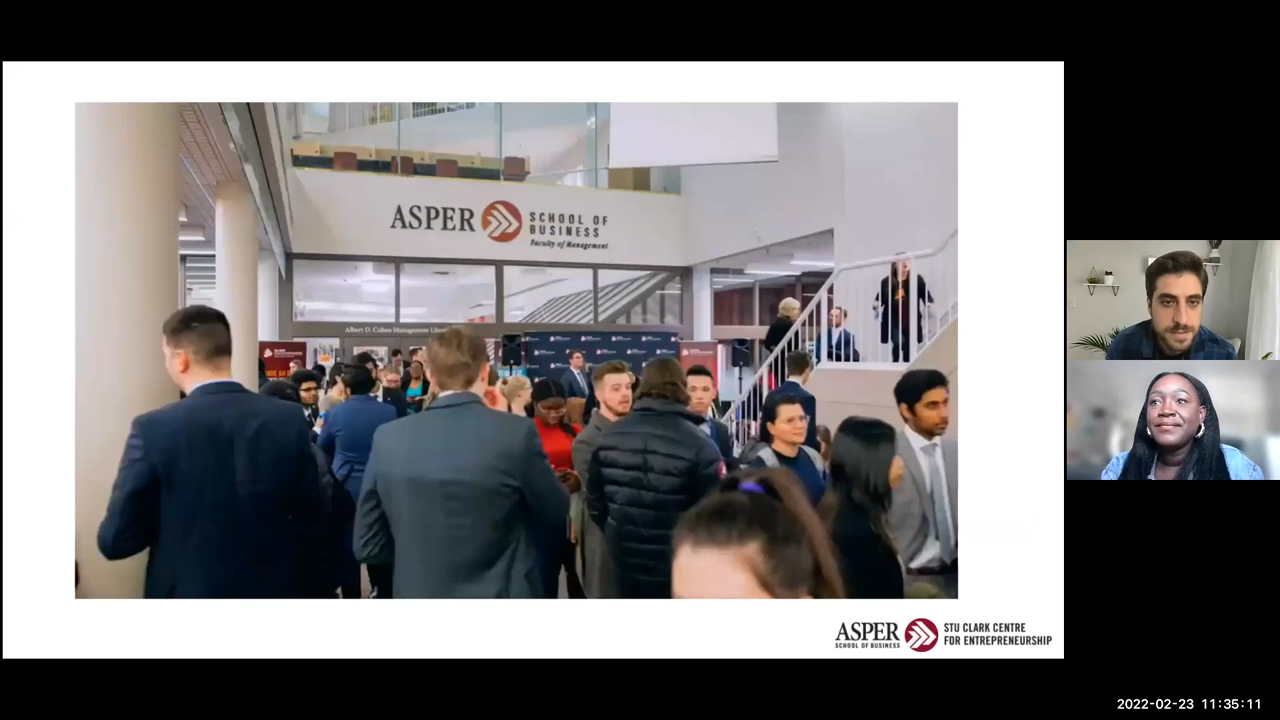 ASPER
SCHOOL OF
BUSINESS
Faculty of Management
Albert D. Cohen Management
ASPER
SCHOOL OF BUSINESS
STU CLARK CENTRE
FOR ENTREPRENEURSHIP
2022-02-23 11:35:11